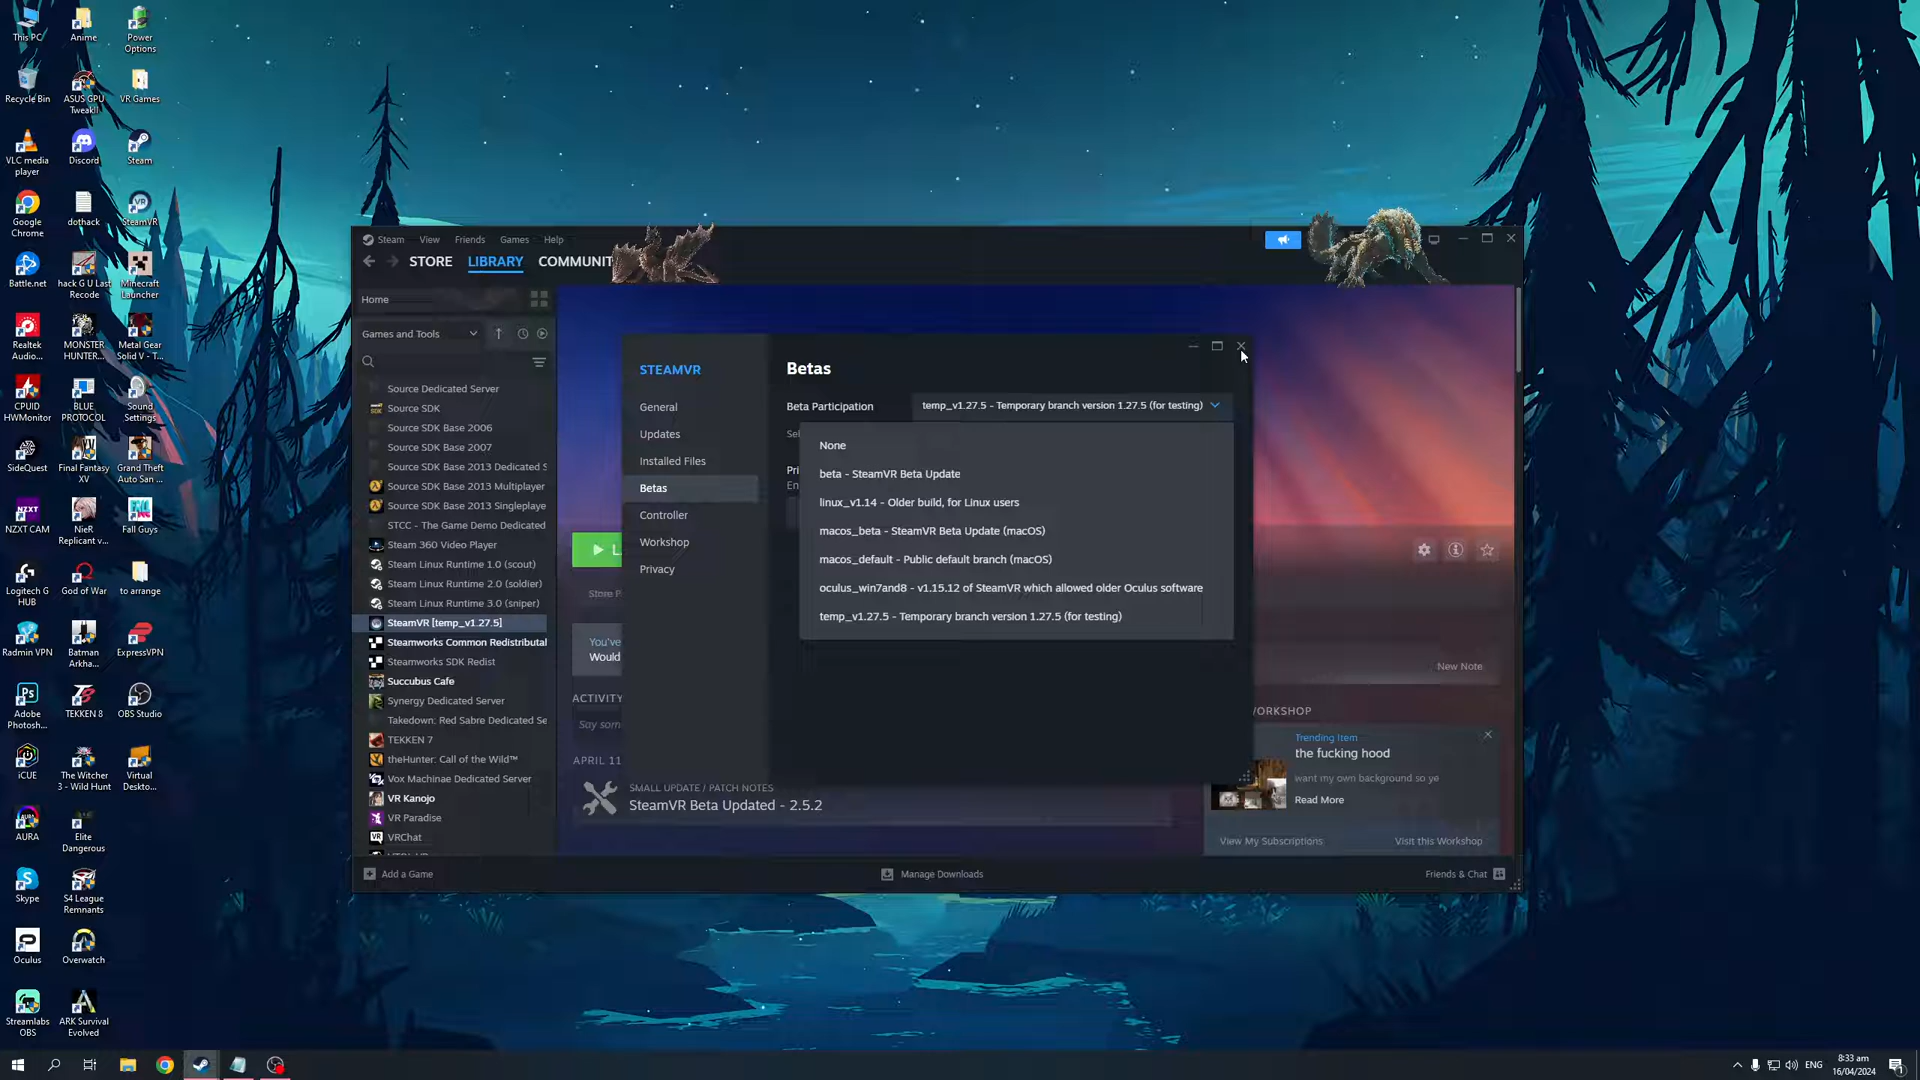 This PC
Anime
Power
Options
Recycle Bin
ASUS GPU
TweakII
VR Games
VLC media
player
Discord
Steam
Google
Chrome
dothack
SteamVR
Battle.net
hack G U Last
Recode
Minecraft
Launcher
Realtek
Audio...
MONSTER
HUNTER...
Metal Gear
Solid V - T...
CPUID
HWMonitor
BLUE
PROTOCOL
Sound
Settings
SideQuest
Final Fantasy
XV
Grand Theft
Auto San ...
NZXT CAM
NieR
Replicant v...
Fall Guys
Logitech G
HUB
God of War
to arrange
Radmin VPN
Batman
Arkha...
ExpressVPN
Adobe
Photosh...
TEKKEN 8
OBS Studio
iCUE
The Witcher
3 - Wild Hunt
Virtual
Deskto...
AURA
Elite
Dangerous
Skype
S4 League
Remnants
Oculus
Overwatch
Streamlabs
OBS
ARK Survival
Evolved
Steam View Friends Games Help
STORE LIBRARY COMMUNIT
Home
Games and Tools
Source Dedicated Server
Source SDK
Source SDK Base 2006
Source SDK Base 2007
Source SDK Base 2013 Dedicated S
Source SDK Base 2013 Multiplayer
Source SDK Base 2013 Singleplaye
STCC - The Game Demo Dedicated
Steam 360 Video Player
Steam Linux Runtime 1.0 (scout)
Steam Linux Runtime 2.0 (soldier)
Steam Linux Runtime 3.0 (sniper)
SteamVR [temp_v1.27.5]
Steamworks Common Redistributal
Steamworks SDK Redist
Succubus Cafe
Synergy Dedicated Server
Takedown: Red Sabre Dedicated Se
TEKKEN 7
theHunter: Call of the Wild™
Vox Machinae Dedicated Server
VR Kanojo
VR Paradise
VRChat
STEAMVR
General
Updates
Installed Files
Betas
Controller
Workshop
Privacy
Betas
Beta Participation
temp_v1.27.5 - Temporary branch version 1.27.5 (for testing)
Sel
Pri
En
None
beta - SteamVR Beta Update
linux_v1.14 - Older build, for Linux users
macos_beta - SteamVR Beta Update (macOS)
macos_default - Public default branch (macOS)
oculus_win7and8 - v1.15.12 of SteamVR which allowed older Oculus software
temp_v1.27.5 - Temporary branch version 1.27.5 (for testing)
L
Store P
You've
Would
ACTIVITY
Say som
APRIL 11
SMALL UPDATE / PATCH NOTES
SteamVR Beta Updated - 2.5.2
New Note
WORKSHOP
Trending Item
the fucking hood
want my own background so ye
Read More
View My Subscriptions
Visit this Workshop
Add a Game
Manage Downloads
Friends & Chat
ENG
8:33 am
16/04/2024